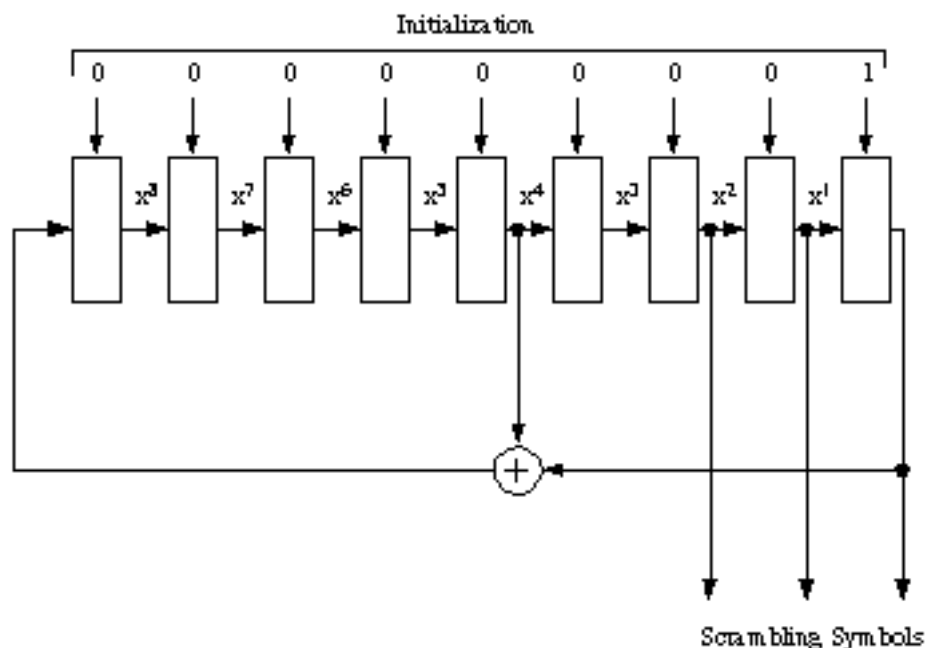 Initialization
0 0 0 0 0 0 0 0 1
x⁸ x⁷ x⁶ x⁵ x⁴ x³ x² x¹
+
Scrambling Symbols